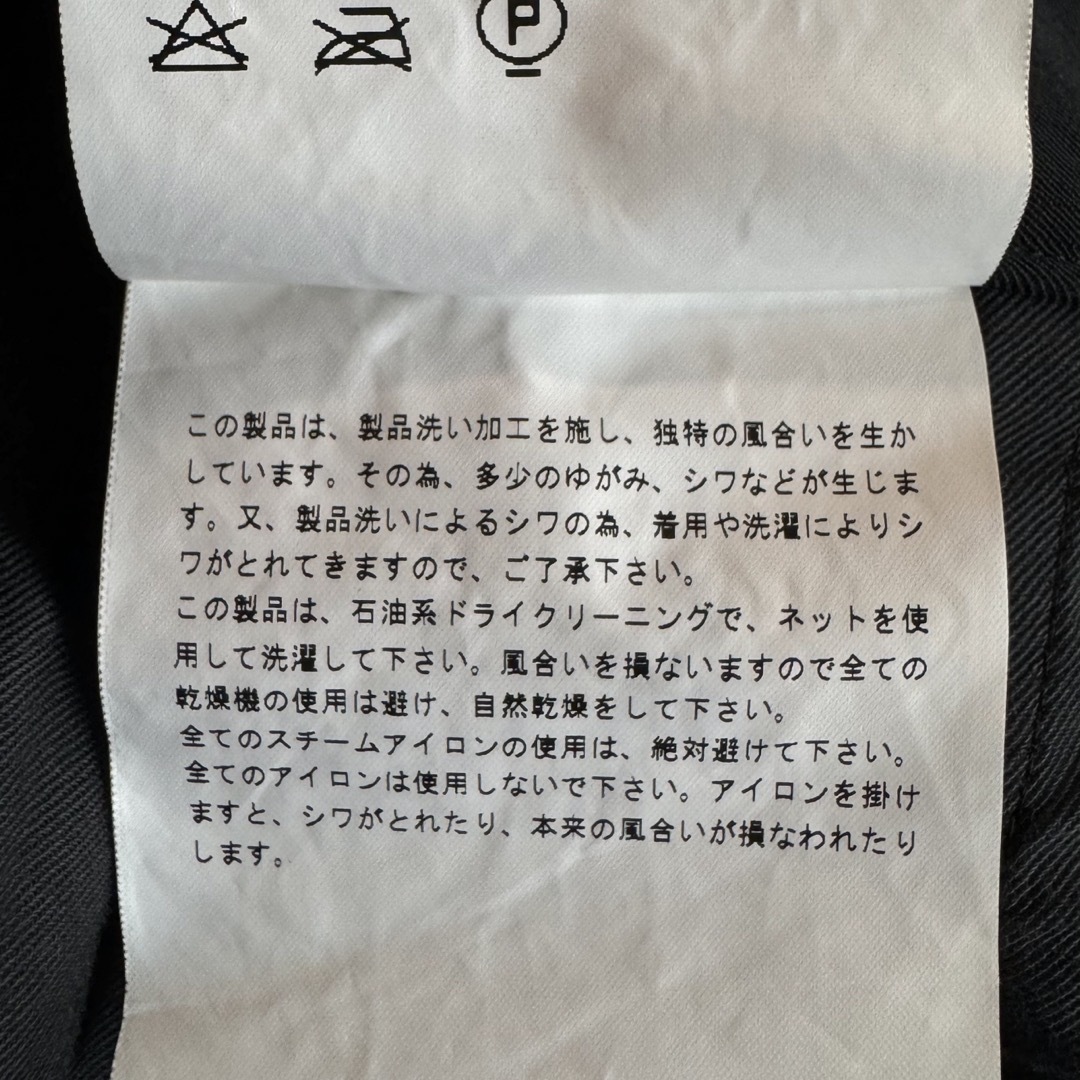 P
この製品は、製品洗い加工を施し、独特の風合いを生か
しています。その為、多少のゆがみ、シワなどが生じま
す。又、製品洗いによるシワの為、着用や洗濯によりシ
ワがとれてきますので、ご了承下さい。
この製品は、石油系ドライクリーニングで、ネットを使
用して洗濯して下さい。風合いを損ないますので全ての
乾燥機の使用は避け、自然乾燥をして下さい。
全てのスチームアイロンの使用は、絶対避けて下さい。
全てのアイロンは使用しないで下さい。アイロンを掛け
ますと、シワがとれたり、本来の風合いが損なわれたり
します。